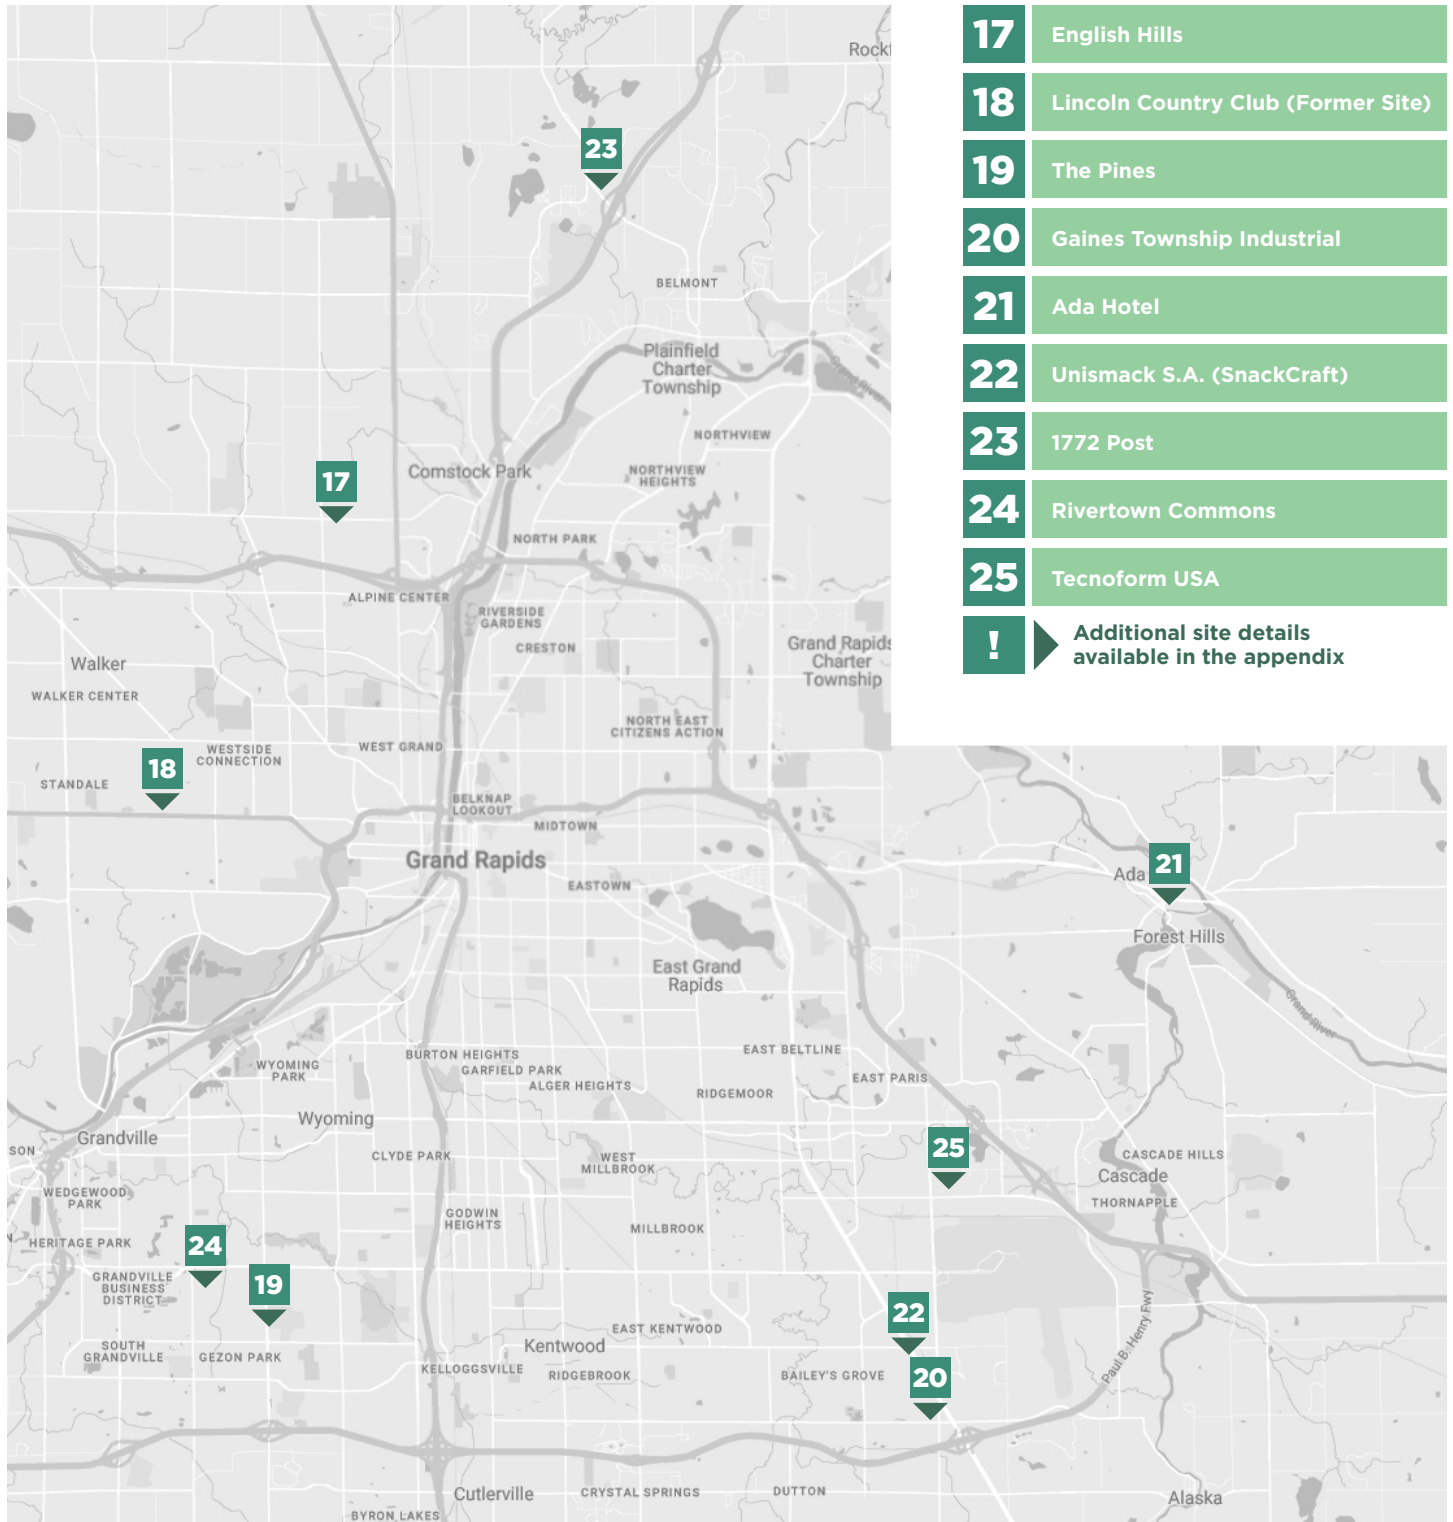 17 English Hills
18 Lincoln Country Club (Former Site)
19 The Pines
20 Gaines Township Industrial
21 Ada Hotel
22 Unismack S.A. (SnackCraft)
23 1772 Post
24 Rivertown Commons
25 Tecnoform USA
! Additional site details
available in the appendix
Rockf
23
BELMONT
Plainfield
Charter
Township
Grand River
NORTHVIEW
Comstock Park
NORTHVIEW
HEIGHTS
17
NORTH PARK
ALPINE CENTER
RIVERSIDE
GARDENS
CRESTON
Grand Rapids
Charter
Township
Walker
WALKER CENTER
NORTH EAST
CITIZENS ACTION
WESTSIDE
CONNECTION
WEST GRAND
18
STANDALE
BELKNAP
LOOKOUT
MIDTOWN
Grand Rapids
21
Ada
EASTOWN
Forest Hills
East Grand
Rapids
Grand River
EAST BELTLINE
BURTON HEIGHTS
WYOMING
PARK
GARFIELD PARK
ALGER HEIGHTS
EAST PARIS
RIDGEMOOR
Wyoming
Grandville
SON
CLYDE PARK
WEST
MILLBROOK
25
CASCADE HILLS
Cascade
THORNAPPLE
WEDGEWOOD
PARK
GODWIN
HEIGHTS
MILLBROOK
N
HERITAGE PARK
24
GRANDVILLE
BUSINESS
DISTRICT
19
22
EAST KENTWOOD
Paul B. Henry Fwy
SOUTH
GRANDVILLE
GEZON PARK
Kentwood
KELLOGGSVILLE
RIDGEBROOK
BAILEY'S GROVE
20
Cutlerville
CRYSTAL SPRINGS
DUTTON
Alaska
BYRON LAKES